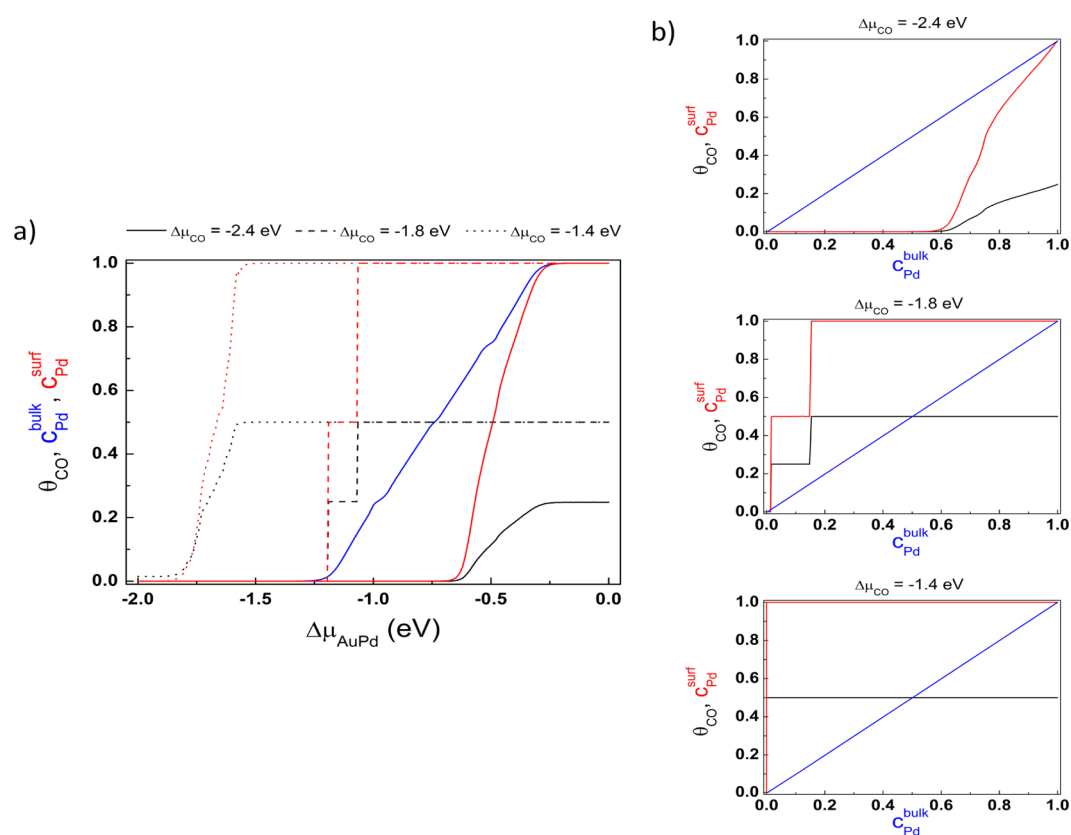 a)
Δμ_CO = -2.4 eV Δμ_CO = -1.8 eV Δμ_CO = -1.4 eV
θ_CO, C_Pd^bulk, C_Pd^surf
1.0
0.8
0.6
0.4
0.2
0.0
-2.0 -1.5 -1.0 -0.5 0.0
Δμ_AuPd (eV)
b)
Δμ_CO = -2.4 eV
θ_CO, C_Pd^surf
1.0
0.8
0.6
0.4
0.2
0.0
0.0 0.2 0.4 0.6 0.8 1.0
C_Pd^bulk
Δμ_CO = -1.8 eV
θ_CO, C_Pd^surf
1.0
0.8
0.6
0.4
0.2
0.0
0.0 0.2 0.4 0.6 0.8 1.0
C_Pd^bulk
Δμ_CO = -1.4 eV
θ_CO, C_Pd^surf
1.0
0.8
0.6
0.4
0.2
0.0
0.0 0.2 0.4 0.6 0.8 1.0
C_Pd^bulk